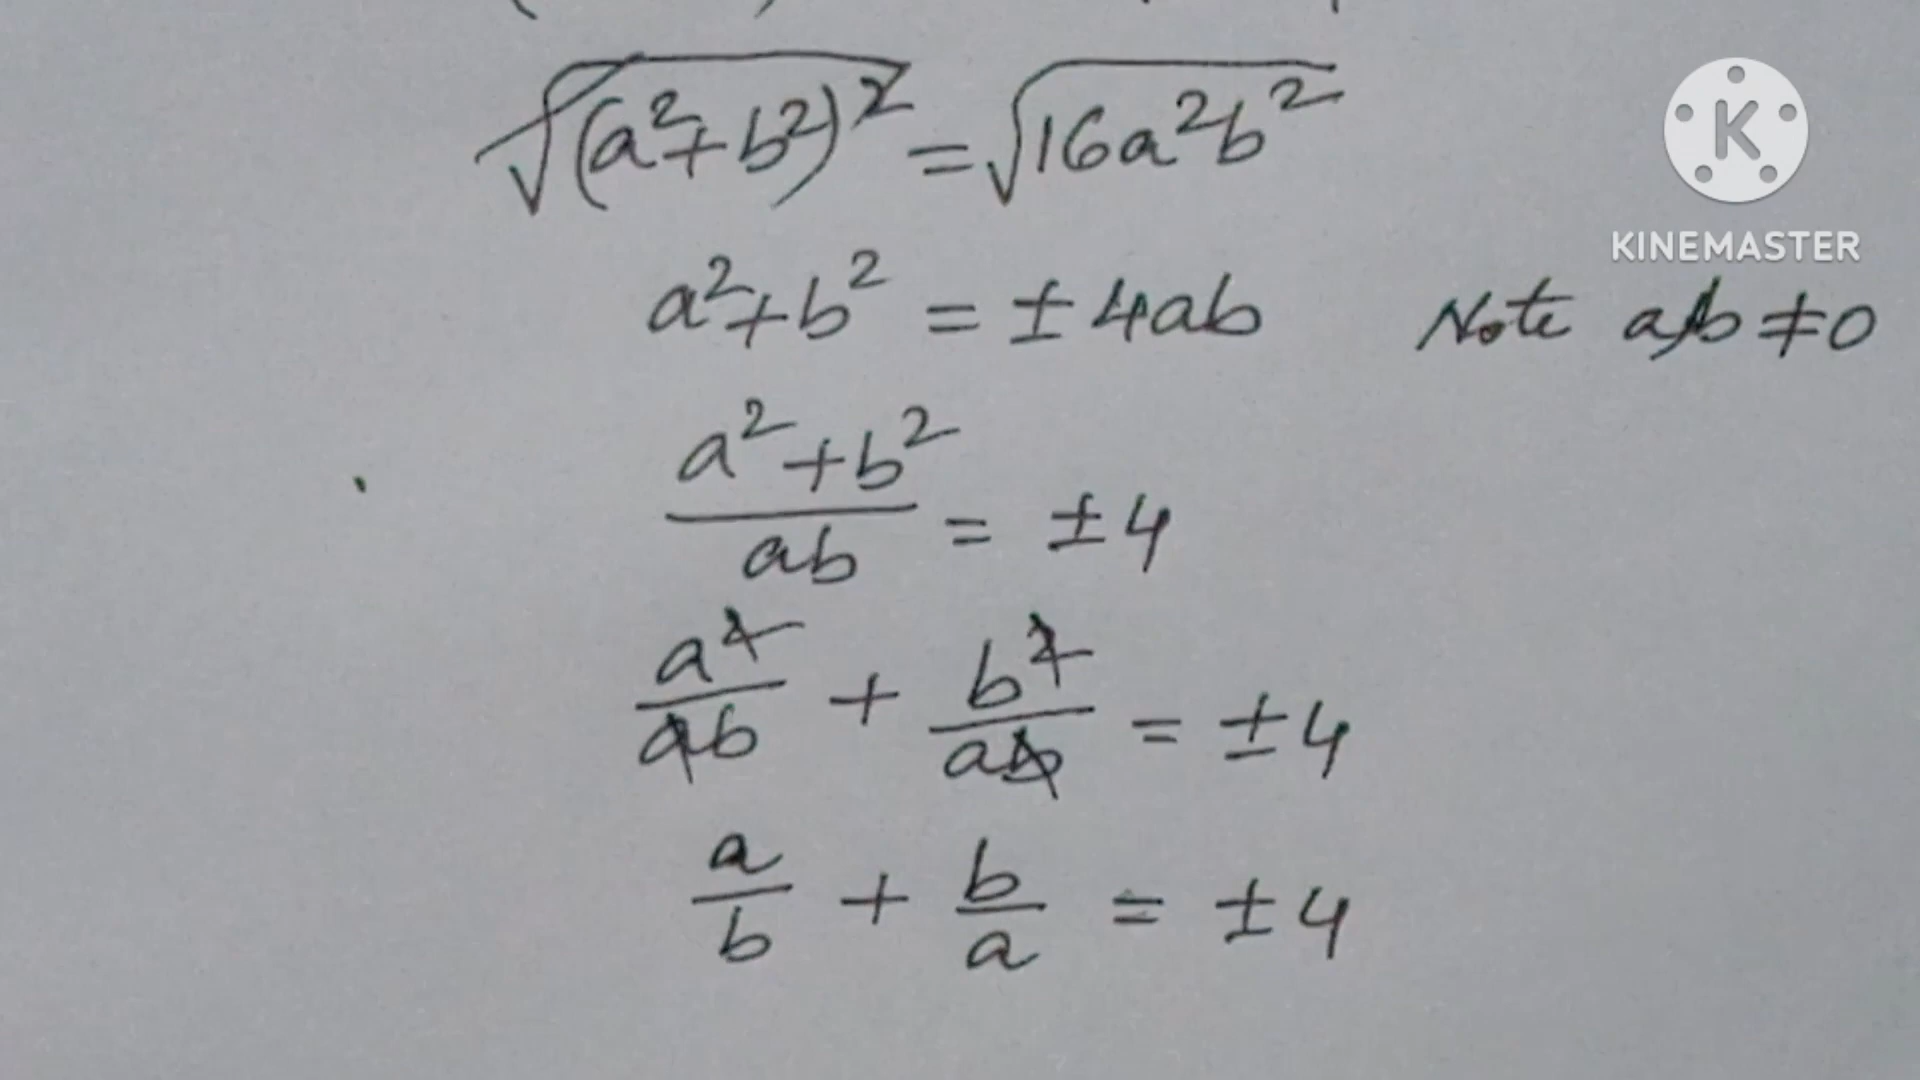 √(a²+b²)² = √16a²b²
K
KINEMASTER
a²+b² = ±4ab Note a,b ≠0
a²+b²/ab = ±4
a²/ab + b²/ab = ±4
a/b + b/a = ±4